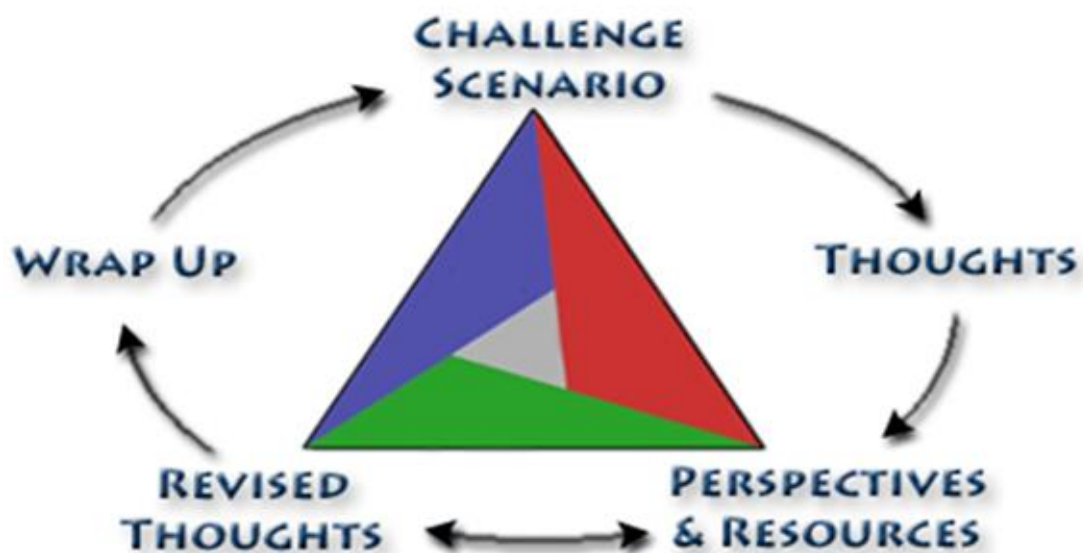 CHALLENGE
SCENARIO
THOUGHTS
PERSPECTIVES
& RESOURCES
REVISED
THOUGHTS
WRAP UP